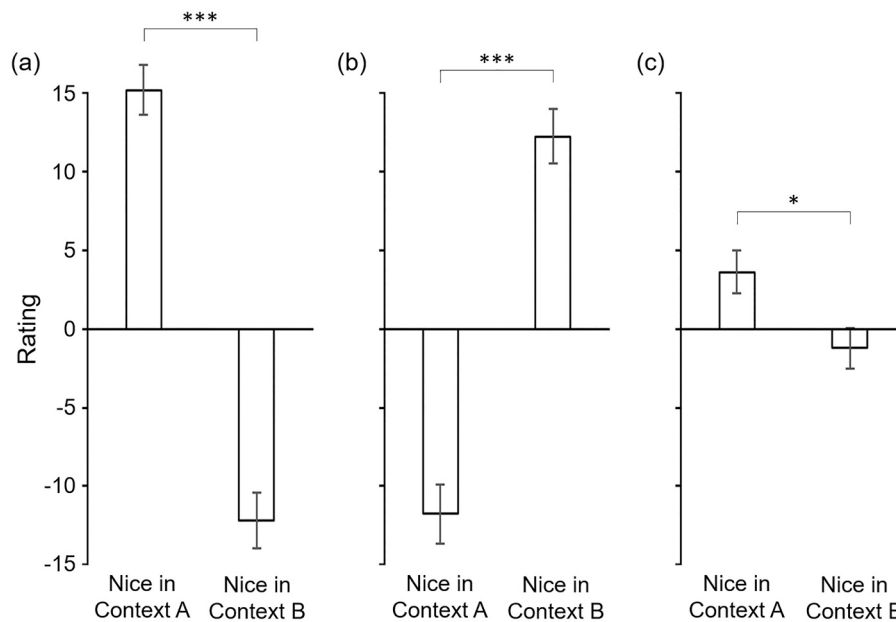 ***
(a)
(b)
***
(c)
15
10
*
5
0
Rating
-5
-10
-15
Nice in
Context A
Nice in
Context B
Nice in
Context A
Nice in
Context B
Nice in
Context A
Nice in
Context B